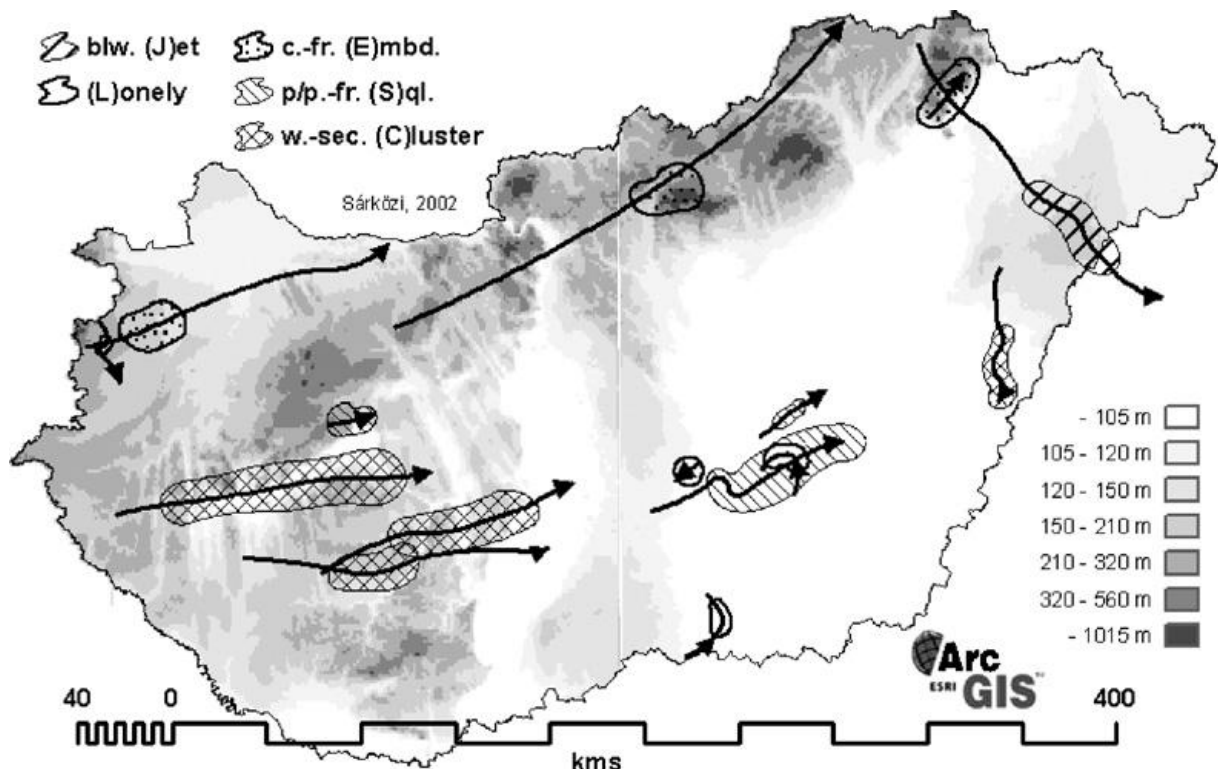 blw. (J)et
c.-fr. (E)mbd.
(L)onely
p/p.-fr. (S)ql.
w.-sec. (C)luster
Sárközi, 2002
- 105 m
105 - 120 m
120 - 150 m
150 - 210 m
210 - 320 m
320 - 560 m
- 1015 m
Arc
ESRI GIS
40 0 400
kms